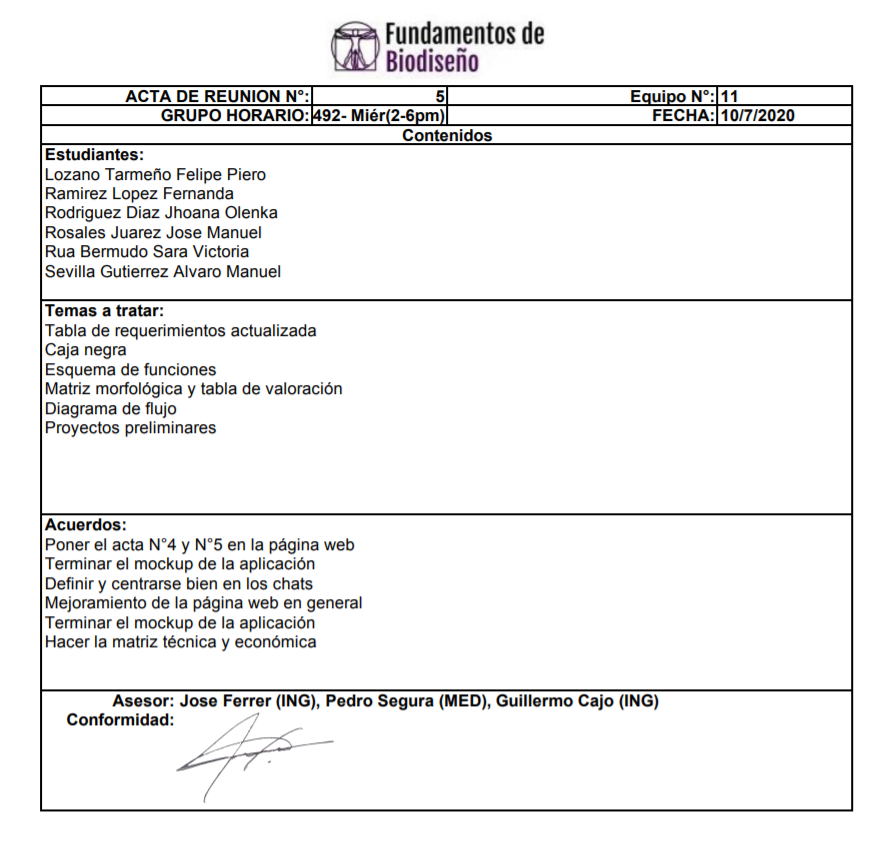 Fundamentos de
Biodiseño
ACTA DE REUNION N°: 5 Equipo N°: 11
GRUPO HORARIO: 492- Miér(2-6pm) FECHA: 10/7/2020
Contenidos
Estudiantes:
Lozano Tarmeño Felipe Piero
Ramirez Lopez Fernanda
Rodriguez Diaz Jhoana Olenka
Rosales Juarez Jose Manuel
Rua Bermudo Sara Victoria
Sevilla Gutierrez Alvaro Manuel
Temas a tratar:
Tabla de requerimientos actualizada
Caja negra
Esquema de funciones
Matriz morfológica y tabla de valoración
Diagrama de flujo
Proyectos preliminares
Acuerdos:
Poner el acta N°4 y N°5 en la página web
Terminar el mockup de la aplicación
Definir y centrarse bien en los chats
Mejoramiento de la página web en general
Terminar el mockup de la aplicación
Hacer la matriz técnica y económica
Asesor: Jose Ferrer (ING), Pedro Segura (MED), Guillermo Cajo (ING)
Conformidad: